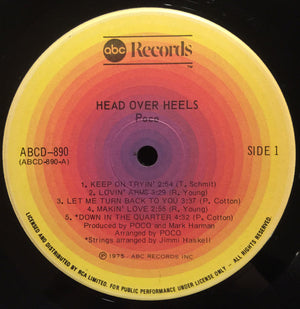 abc Records
TM
HEAD OVER HEELS
Poco
ABCD-890
(ABCD-890-A)
SIDE 1
1. KEEP ON TRYIN' 2:54 (T. Schmit)
2. LOVIN' ARMS 3:29 (R. Young)
3. LET ME TURN BACK TO YOU 3:37 (P. Cotton)
4. MAKIN' LOVE 2:55 (R. Young)
5. *DOWN IN THE QUARTER 4:32 (P. Cotton)
Produced by POCO and Mark Harman
Arranged by POCO
*Strings arranged by Jimmi Haskell
Ⓟ1975 ABC RECORDS INC
LICENSED AND DISTRIBUTED BY RCA LIMITED. FOR PUBLIC PERFORMANCE UNDER LICENSE ONLY. ALL RIGHTS RESERVED.